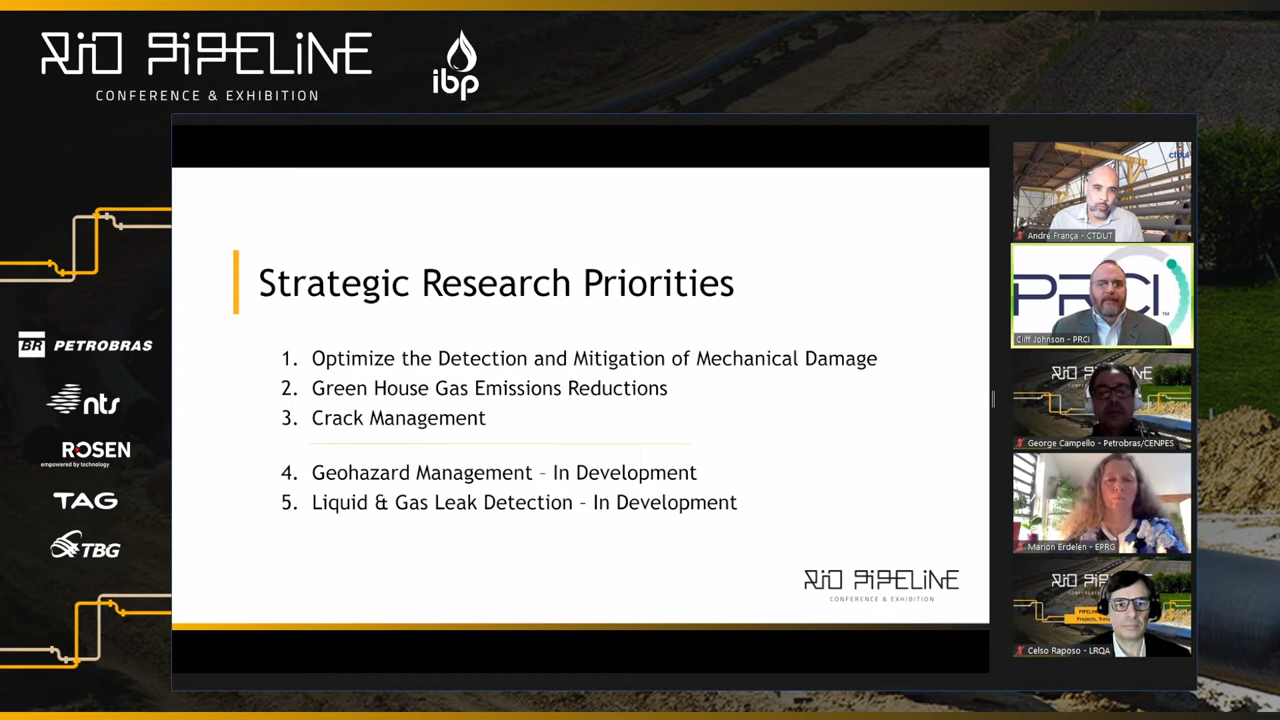 RIO PIPELINE
CONFERENCE & EXHIBITION
ibp
BR PETROBRAS
nts
ROSEN
empowered by technology
TAG
TBG
Strategic Research Priorities
1. Optimize the Detection and Mitigation of Mechanical Damage
2. Green House Gas Emissions Reductions
3. Crack Management
4. Geohazard Management – In Development
5. Liquid & Gas Leak Detection – In Development
RIO PIPELINE
CONFERENCE & EXHIBITION
André França - CTDUT
PRCI
TM
Cliff Johnson - PRCI
George Campello - Petrobras/CENPES
Marion Erdelen - EPRG
Celso Raposo - LRQA